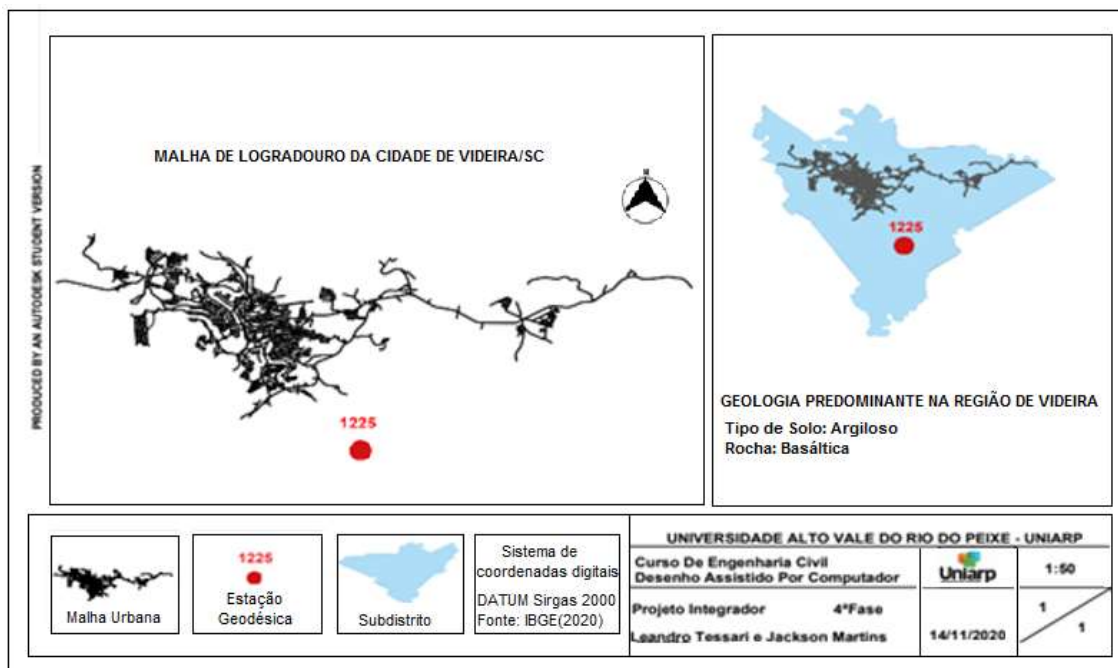 PRODUCED BY AN AUTODESK STUDENT VERSION
MALHA DE LOGRADOURO DA CIDADE DE VIDEIRA/SC
N
1225
1225
GEOLOGIA PREDOMINANTE NA REGIÃO DE VIDEIRA
Tipo de Solo: Argiloso
Rocha: Basáltica
Malha Urbana
1225
Estação
Geodésica
Subdistrito
Sistema de
coordenadas digitais
DATUM Sirgas 2000
Fonte: IBGE(2020)
UNIVERSIDADE ALTO VALE DO RIO DO PEIXE - UNIARP
Curso De Engenharia Civil
Desenho Assistido Por Computador
Uniarp
1:50
Projeto Integrador 4ªFase
Leandro Tessari e Jackson Martins
14/11/2020
1
1